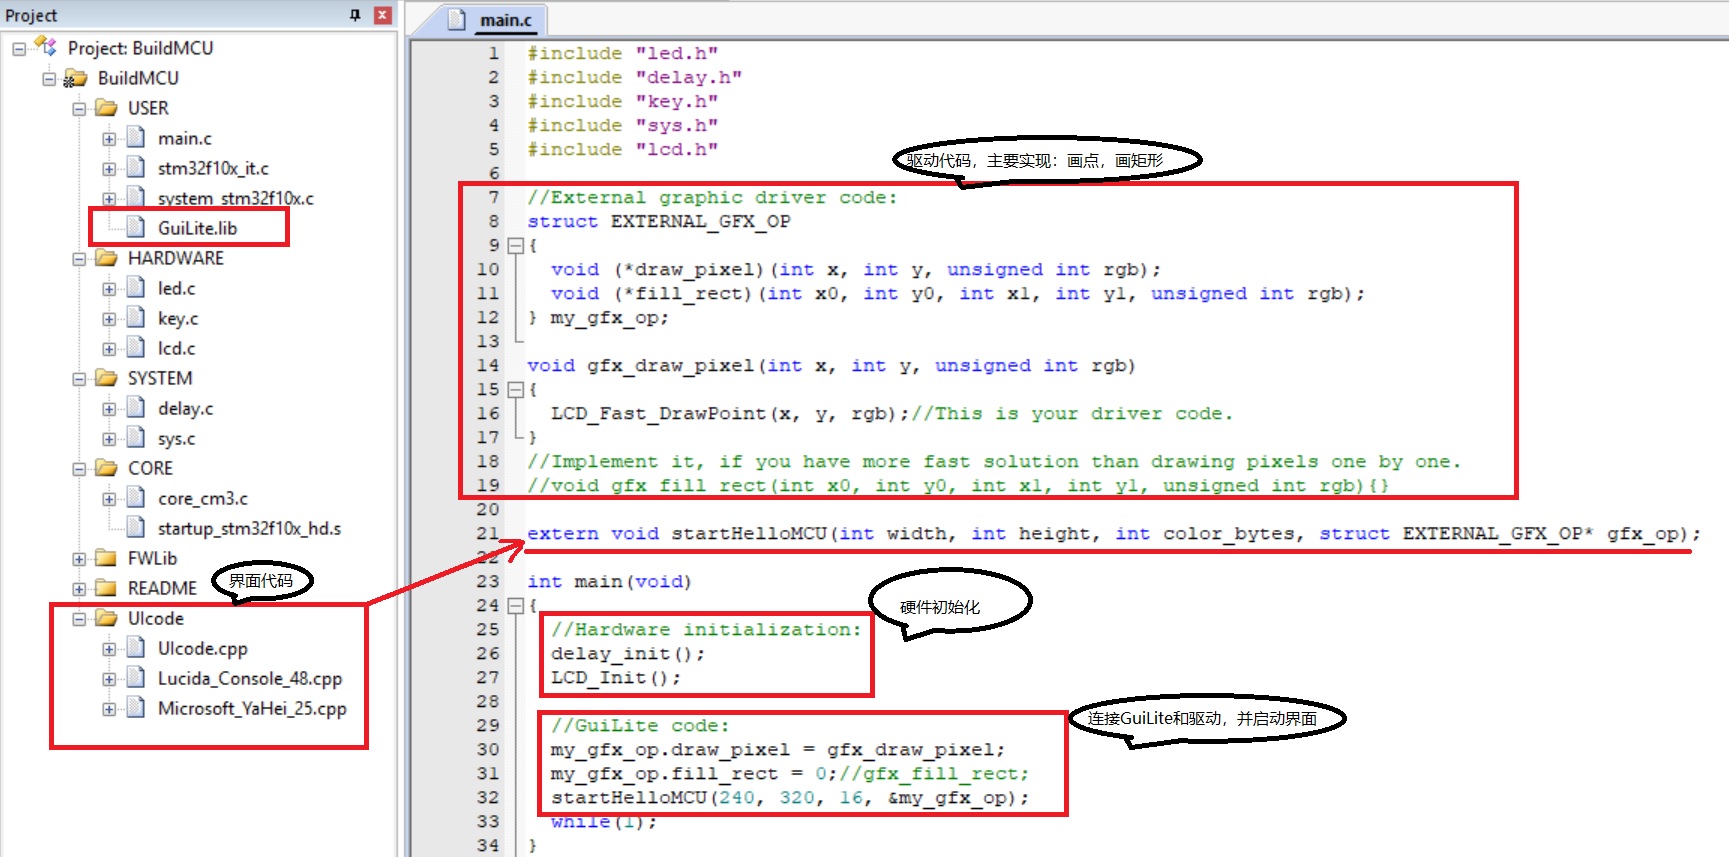 Project
Project: BuildMCU
BuildMCU
USER
main.c
stm32f10x_it.c
system_stm32f10x.c
GuiLite.lib
HARDWARE
led.c
key.c
lcd.c
SYSTEM
delay.c
sys.c
CORE
core_cm3.c
startup_stm32f10x_hd.s
FWLib
README
界面代码
UIcode
UIcode.cpp
Lucida_Console_48.cpp
Microsoft_YaHei_25.cpp
main.c
1 #include "led.h"
2 #include "delay.h"
3 #include "key.h"
4 #include "sys.h"
5 #include "lcd.h"
驱动代码，主要实现：画点，画矩形
6
7 //External graphic driver code:
8 struct EXTERNAL_GFX_OP
9 {
10 void (*draw_pixel)(int x, int y, unsigned int rgb);
11 void (*fill_rect)(int x0, int y0, int x1, int y1, unsigned int rgb);
12 } my_gfx_op;
13
14 void gfx_draw_pixel(int x, int y, unsigned int rgb)
15 {
16 LCD_Fast_DrawPoint(x, y, rgb);//This is your driver code.
17 }
18 //Implement it, if you have more fast solution than drawing pixels one by one.
19 //void gfx_fill_rect(int x0, int y0, int x1, int y1, unsigned int rgb){}
20
21 extern void startHelloMCU(int width, int height, int color_bytes, struct EXTERNAL_GFX_OP* gfx_op);
22
23 int main(void)
24 {
硬件初始化
25 //Hardware initialization:
26 delay_init();
27 LCD_Init();
28
29 //GuiLite code:
连接GuiLite和驱动，并启动界面
30 my_gfx_op.draw_pixel = gfx_draw_pixel;
31 my_gfx_op.fill_rect = 0;//gfx_fill_rect;
32 startHelloMCU(240, 320, 16, &my_gfx_op);
33 while(1);
34 }